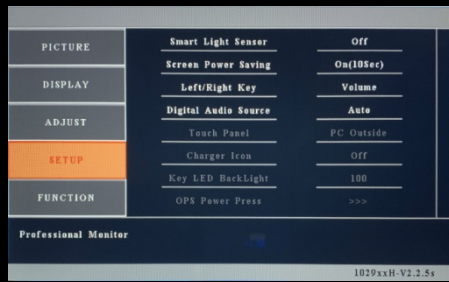 PICTURE
DISPLAY
ADJUST
SETUP
FUNCTION
Smart Light Sensor Off
Screen Power Saving On(10Sec)
Left/Right Key Volume
Digital Audio Source Auto
Touch Panel PC Outside
Charger Icon Off
Key LED BackLight 100
OPS Power Press >>>
Professional Monitor
1029xxH-V2.2.5s